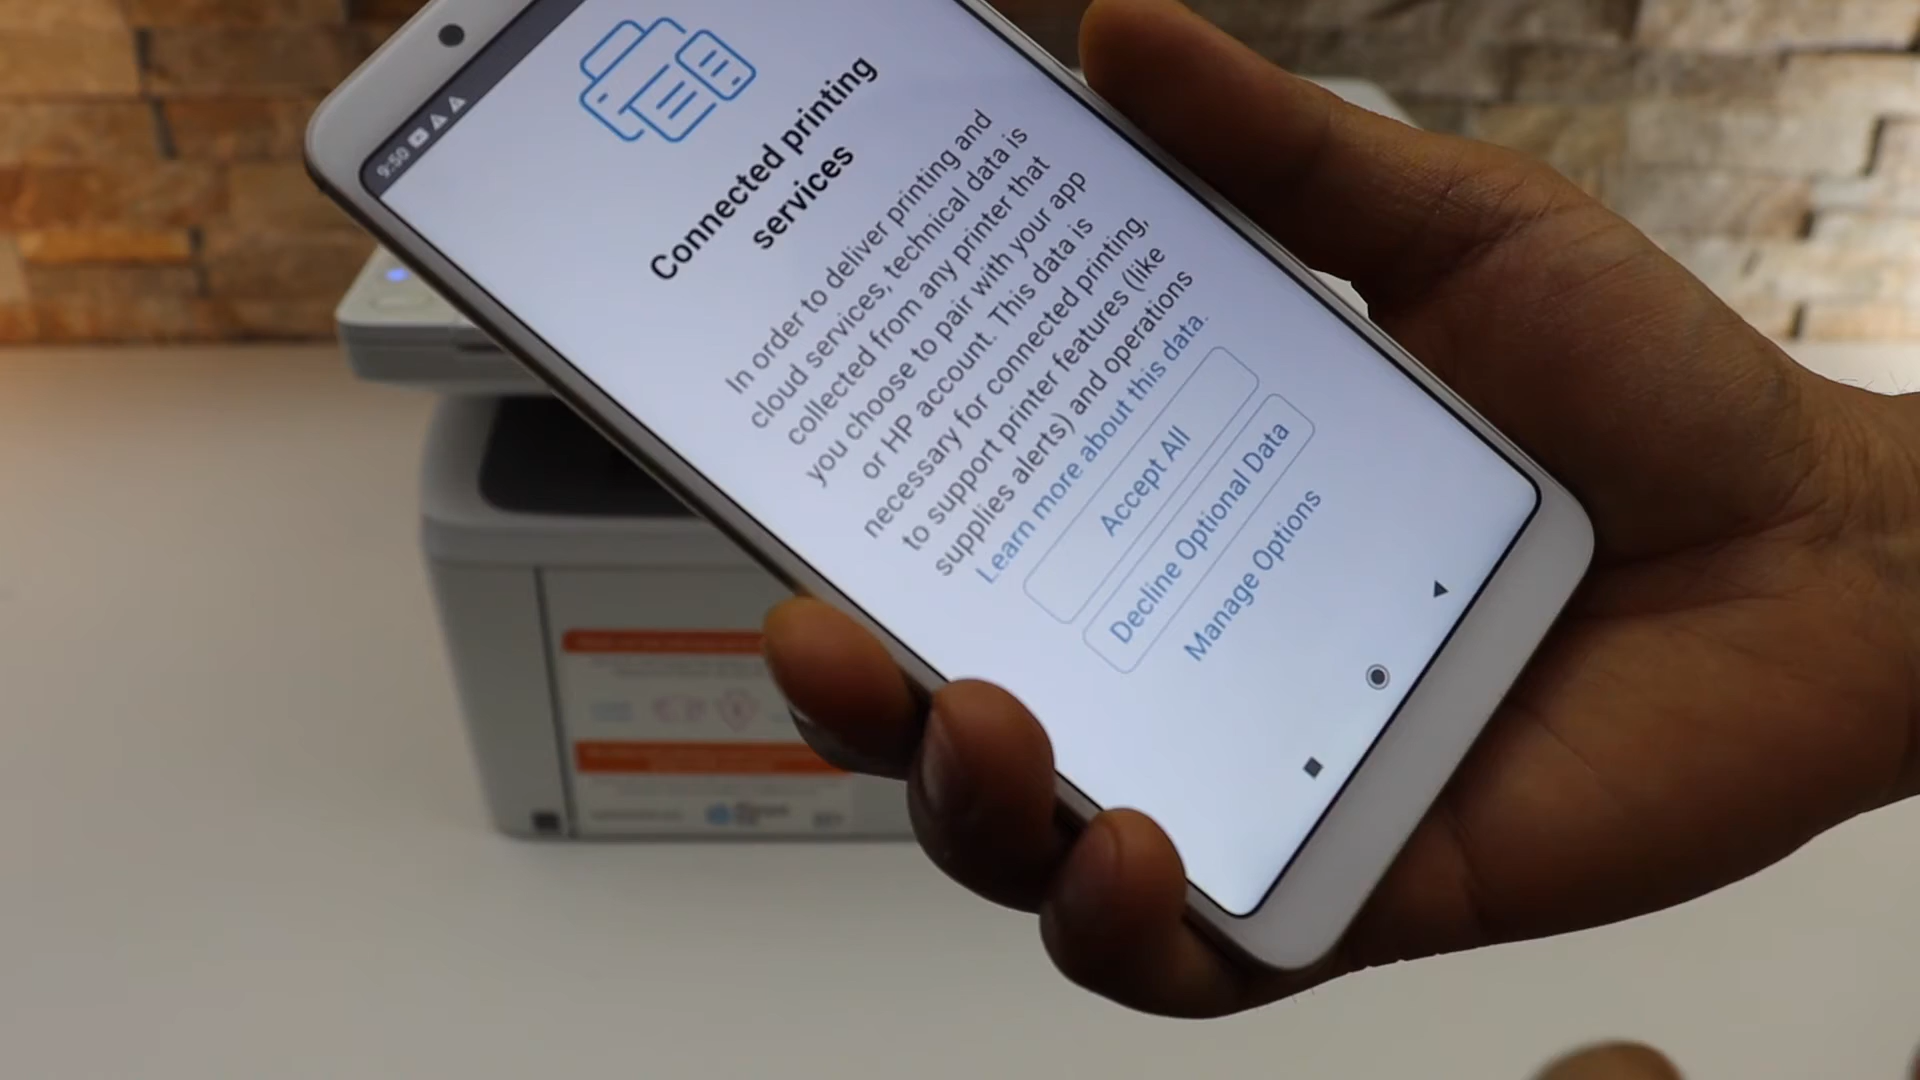 9:50
Connected printing
services
In order to deliver printing and
cloud services, technical data is
collected from any printer that
you choose to pair with your app
or HP account. This data is
necessary for connected printing,
to support printer features (like
supplies alerts) and operations
Learn more about this data.
Accept All
Decline Optional Data
Manage Options